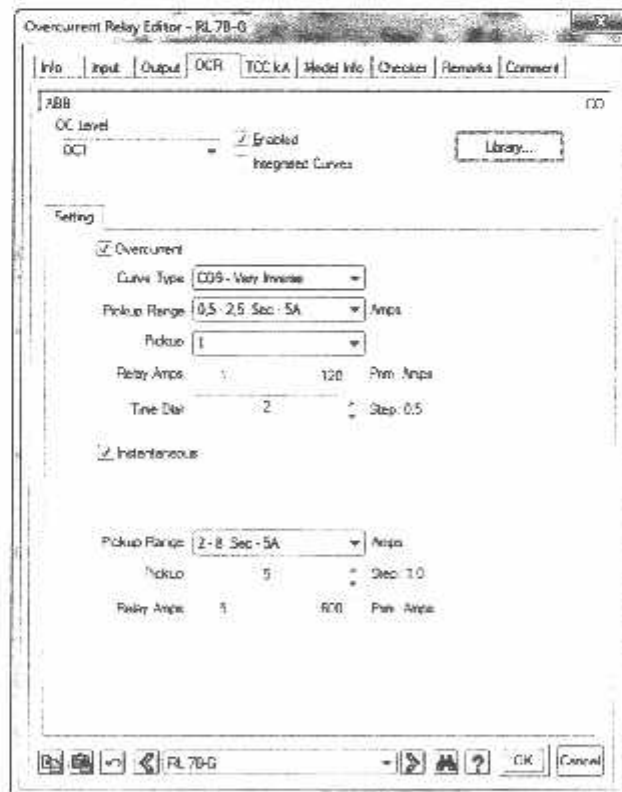 Overcurrent Relay Editor - RL 78-G
Info Input Output OCR TCC kA Model Info Checker Remarks Comment
ABB CO
OC Level
OC1 Enabled Library...
Integrated Curves
Setting
Overcurrent
Curve Type CO9 - Very Inverse
Pickup Range 0,5 - 2,5 Sec - 5A Amps
Pickup 1
Relay Amps 1 120 Prim. Amps
Time Dial 2 Step: 0.5
Instantaneous
Pickup Range 2 - 8 Sec - 5A Amps
Pickup 5 Step: 1.0
Relay Amps 5 600 Prim. Amps
RL 78-G ? OK Cancel